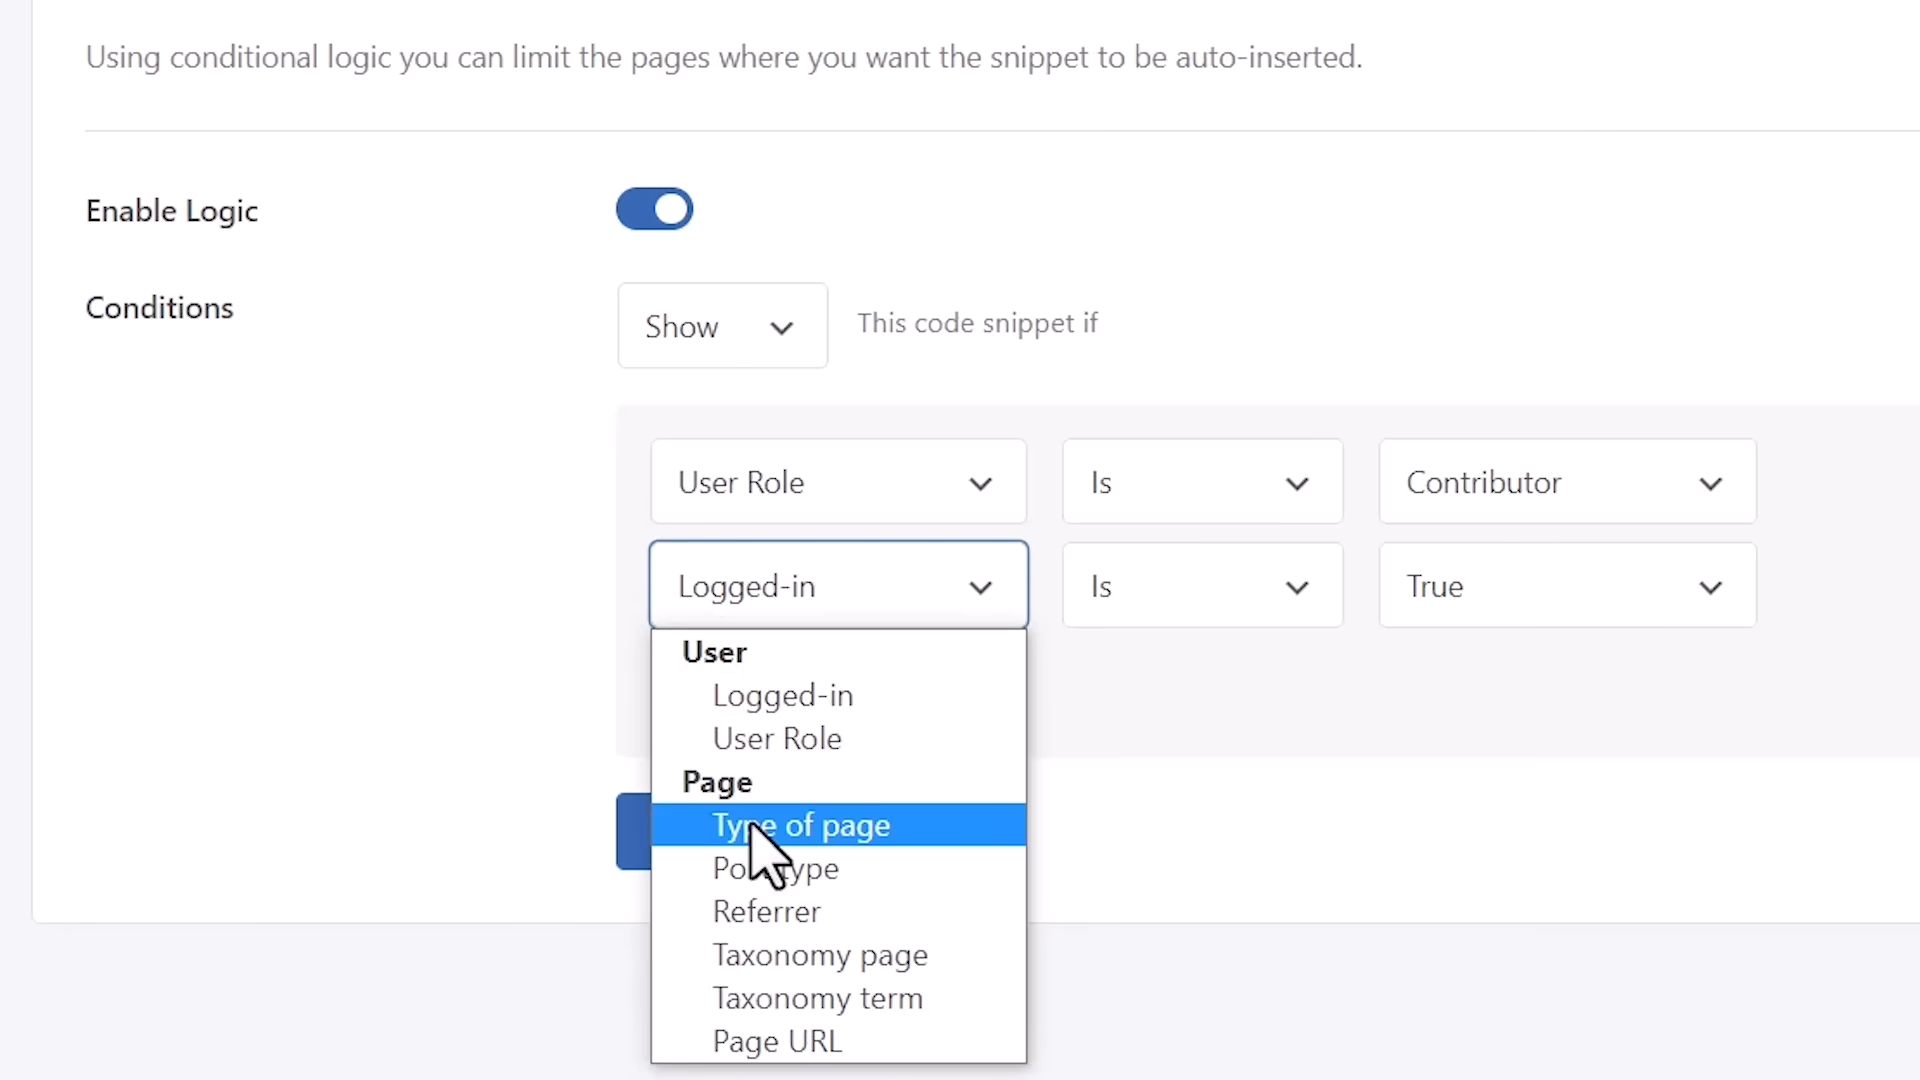 Using conditional logic you can limit the pages where you want the snippet to be auto-inserted.
Enable Logic
Conditions
Show
This code snippet if
User Role
Is
Contributor
Logged-in
Is
True
User
Logged-in
User Role
Page
Type of page
Post type
Referrer
Taxonomy page
Taxonomy term
Page URL